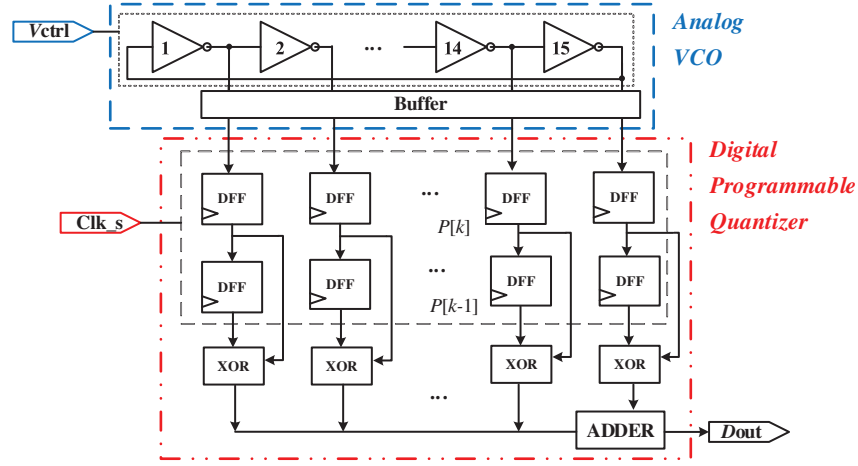 Vctrl
1
2
...
14
15
Analog
VCO
Buffer
Digital
Programmable
Quantizer
Clk_s
DFF
DFF
...
DFF
DFF
P[k]
DFF
DFF
...
DFF
DFF
P[k-1]
XOR
XOR
XOR
XOR
...
ADDER
Dout